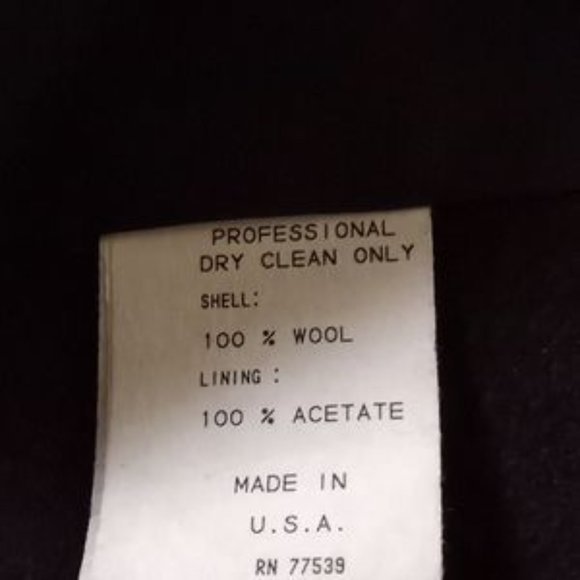 PROFESSIONAL
DRY CLEAN ONLY
SHELL:
100 % WOOL
LINING :
100 % ACETATE
MADE IN
U.S.A.
RN 77539